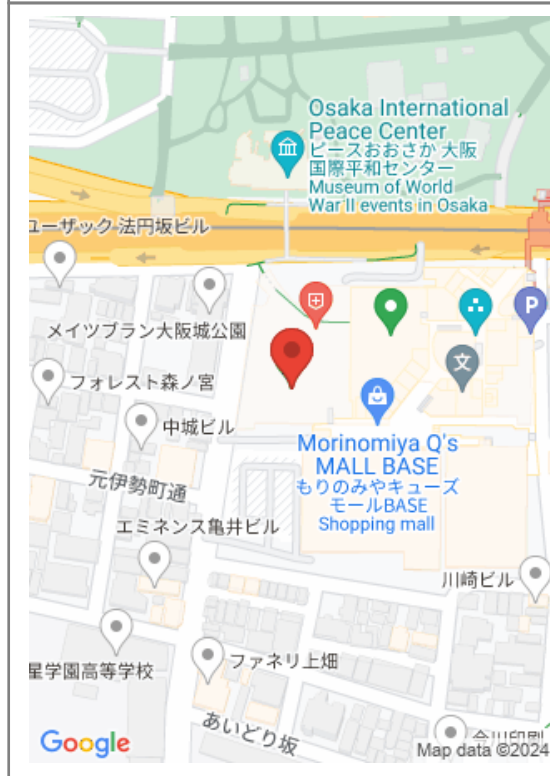 Osaka International
Peace Center
ピースおおさか 大阪
国際平和センター
Museum of World
War II events in Osaka
ユーザック 法円坂ビル
メイツブラン大阪城公園
P
文
フォレスト森ノ宮
中城ビル
Morinomiya Q's
MALL BASE
もりのみやキューズ
モールBASE
Shopping mall
元伊勢町通
エミネンス亀井ビル
川崎ビル
ファネリ上畑
星学園高等学校
あいどり坂
Google
Map data ©2024